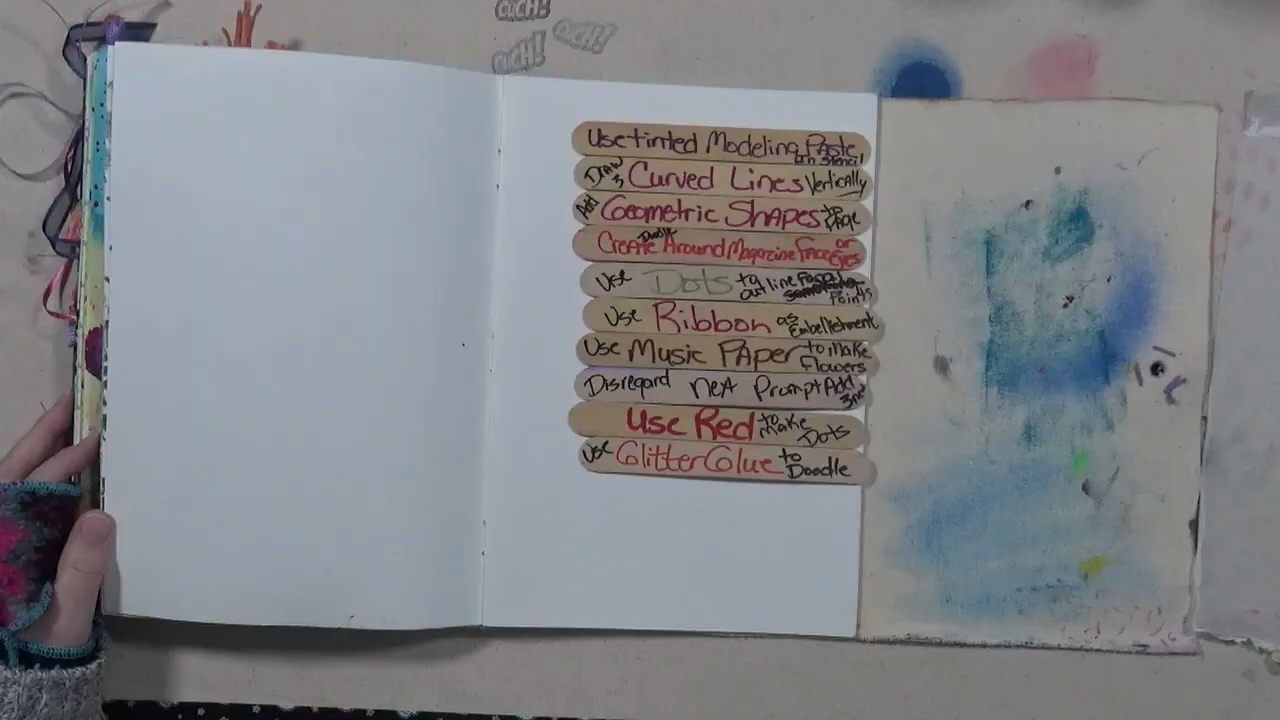 OUCH!
OUCH!
OUCH!
Use tinted Modeling Paste in stencil
Draw 3 Curved Lines Vertically
Add Geometric Shapes to page
Create Doodle Around Magazine Face or Eyes
Use Dots to outline Focal Points
Use Ribbon as Embellishment
Use Music Paper to Make Flowers
Disregard next Prompt Add 3rd
Use Red to Make Dots
Use Glitter Glue to Doodle